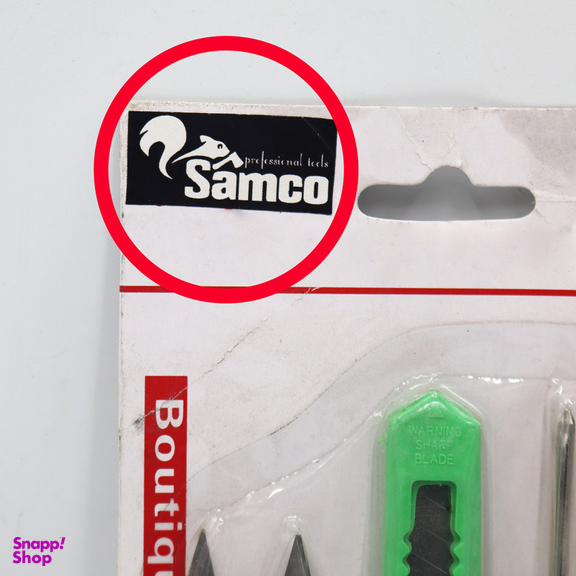 professional tools
Samco
Boutiq
WARNING
SHARP
BLADE
Snapp!
Shop